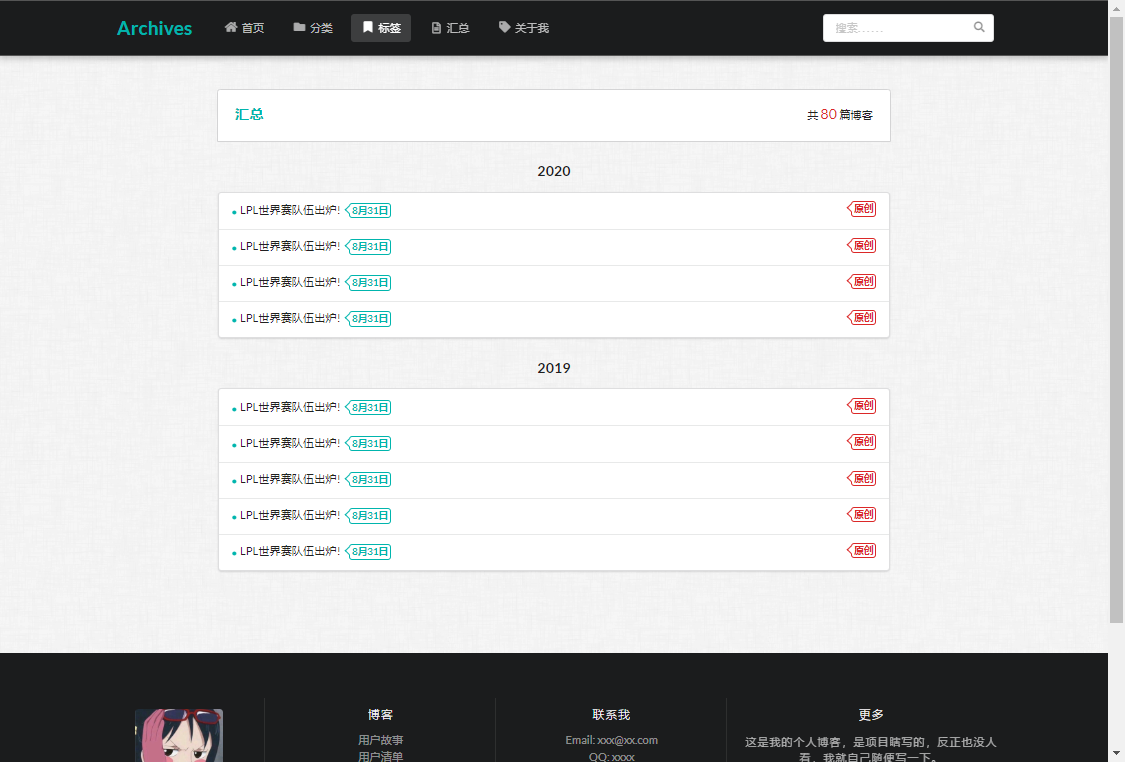 Archives 首页 分类 标签 汇总 关于我 搜索......
汇总 共 80 篇博客
2020
LPL世界赛队伍出炉! 8月31日 原创
LPL世界赛队伍出炉! 8月31日 原创
LPL世界赛队伍出炉! 8月31日 原创
LPL世界赛队伍出炉! 8月31日 原创
2019
LPL世界赛队伍出炉! 8月31日 原创
LPL世界赛队伍出炉! 8月31日 原创
LPL世界赛队伍出炉! 8月31日 原创
LPL世界赛队伍出炉! 8月31日 原创
LPL世界赛队伍出炉! 8月31日 原创
博客
用户故事
用户清单
联系我
Email: xxx@xx.com
QQ: xxxx
更多
这是我的个人博客，是项目瞎写的，反正也没人
看，我就自己随便写一下。